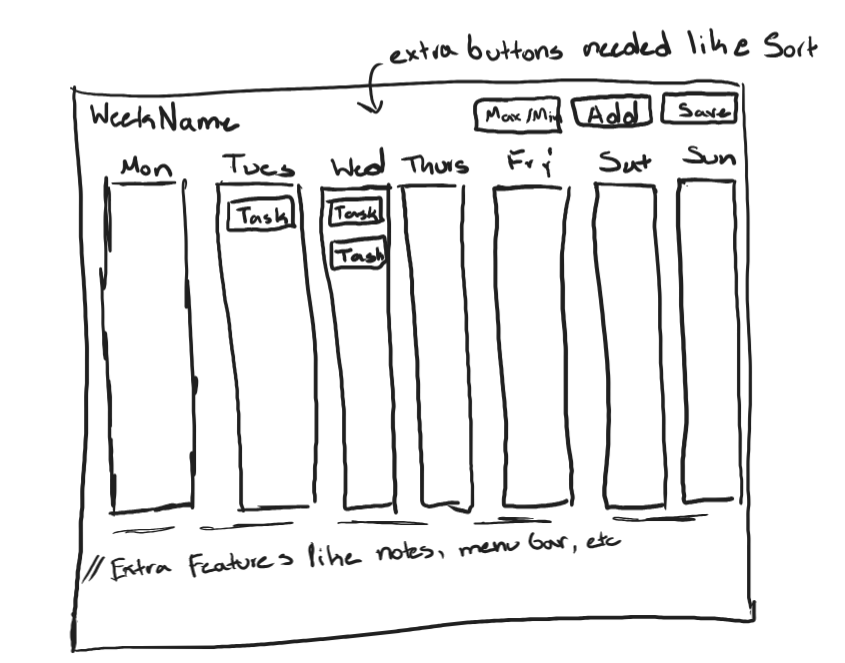 extra buttons needed like Sort
WeekName
Max/Min Add Save
Mon Tues Wed Thurs Fri Sat Sun
Task Task
Task
// Extra Features like notes, menu bar, etc